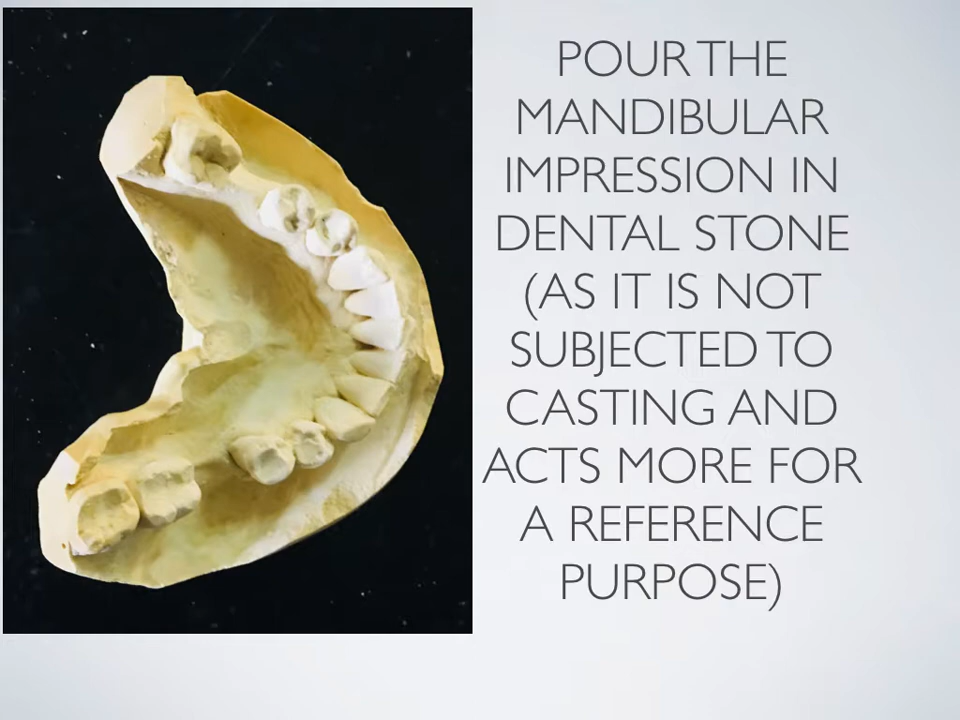 POUR THE
MANDIBULAR
IMPRESSION IN
DENTAL STONE
(AS IT IS NOT
SUBJECTED TO
CASTING AND
ACTS MORE FOR
A REFERENCE
PURPOSE)